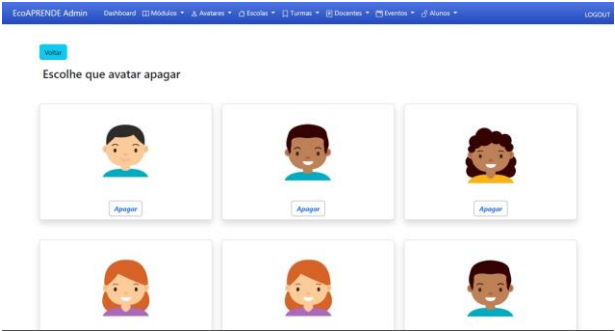 EcoAPRENDE Admin Dashboard Módulos Avatares Escolas Turmas Docentes Eventos Alunos LOGOUT
Voltar
Escolhe que avatar apagar
Apagar Apagar Apagar